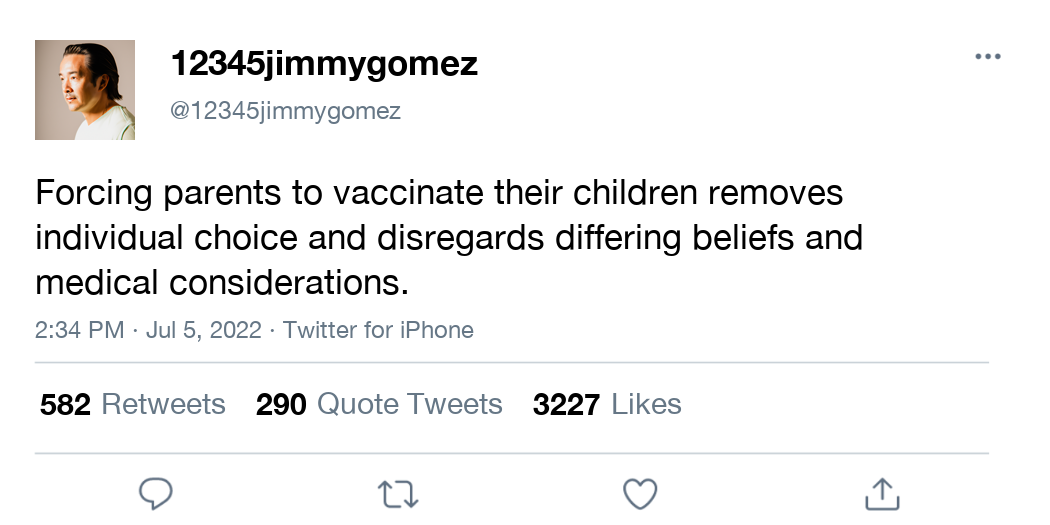 12345jimmygomez
@12345jimmygomez
Forcing parents to vaccinate their children removes
individual choice and disregards differing beliefs and
medical considerations.
2:34 PM · Jul 5, 2022 · Twitter for iPhone
582 Retweets 290 Quote Tweets 3227 Likes